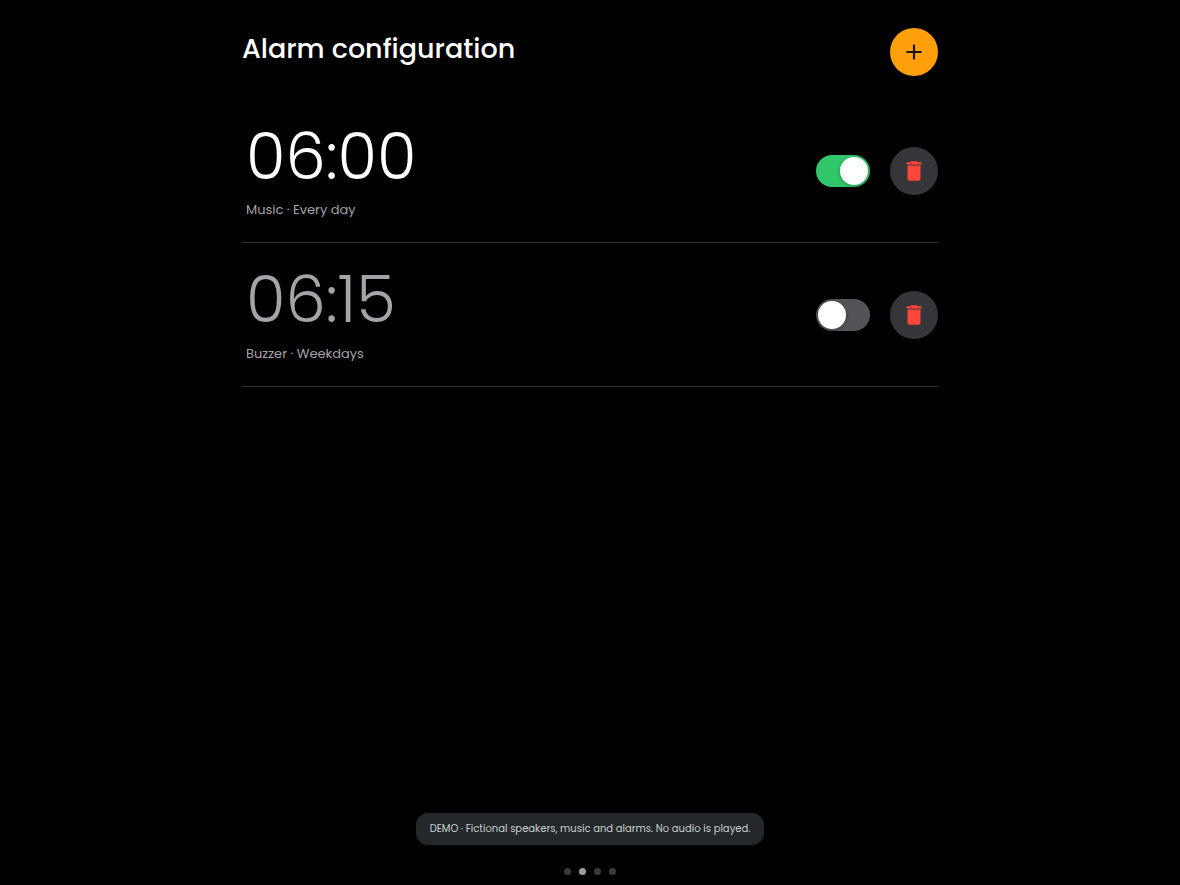 Alarm configuration
06:00
Music · Every day
06:15
Buzzer · Weekdays
DEMO · Fictional speakers, music and alarms. No audio is played.